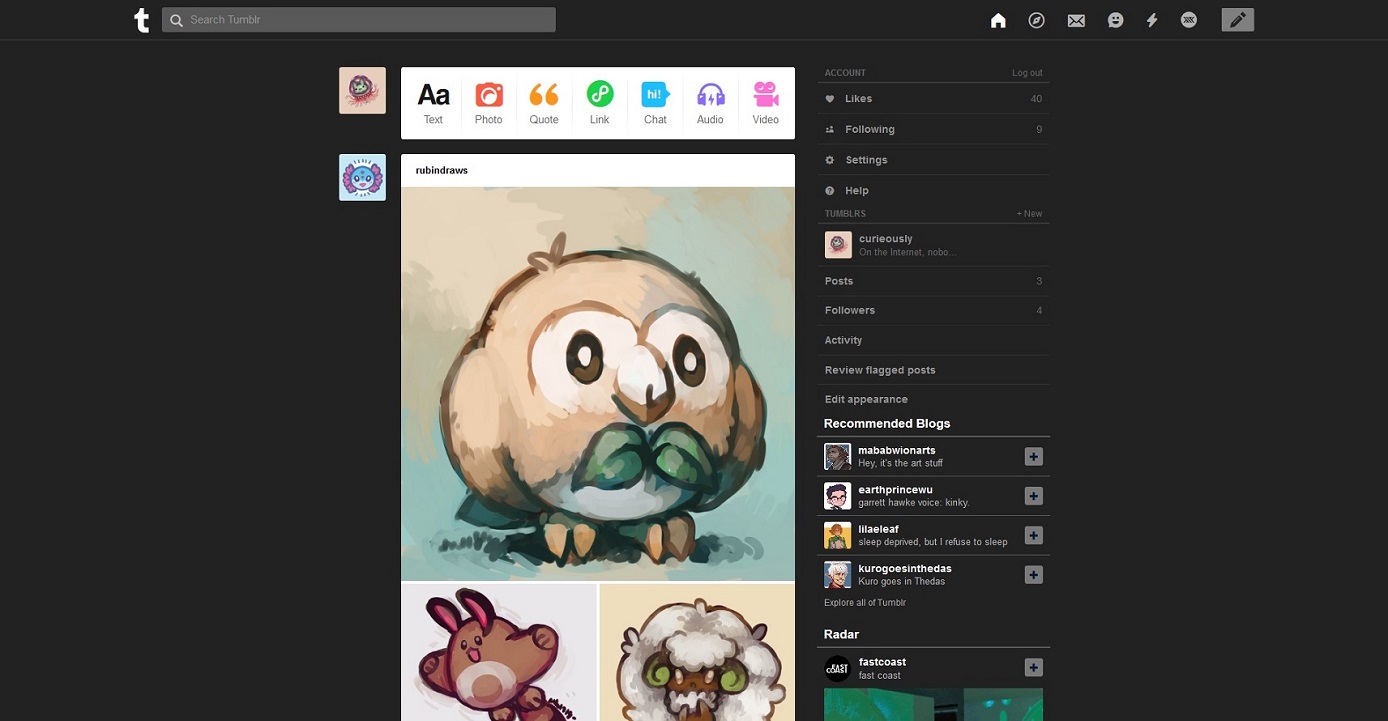 t
Search Tumblr
Aa
hi!
Text
Photo
Quote
Link
Chat
Audio
Video
rubindraws
ACCOUNT
Log out
Likes
40
Following
9
Settings
Help
TUMBLRS
+ New
curieously
On the Internet, nobo...
Posts
3
Followers
4
Activity
Review flagged posts
Edit appearance
Recommended Blogs
mababwionarts
Hey, it's the art stuff
earthprincewu
garrett hawke voice: kinky.
lilaeleaf
sleep deprived, but I refuse to sleep
kurogoesinthedas
Kuro goes in Thedas
Explore all of Tumblr
Radar
FAST
COAST
fastcoast
fast coast